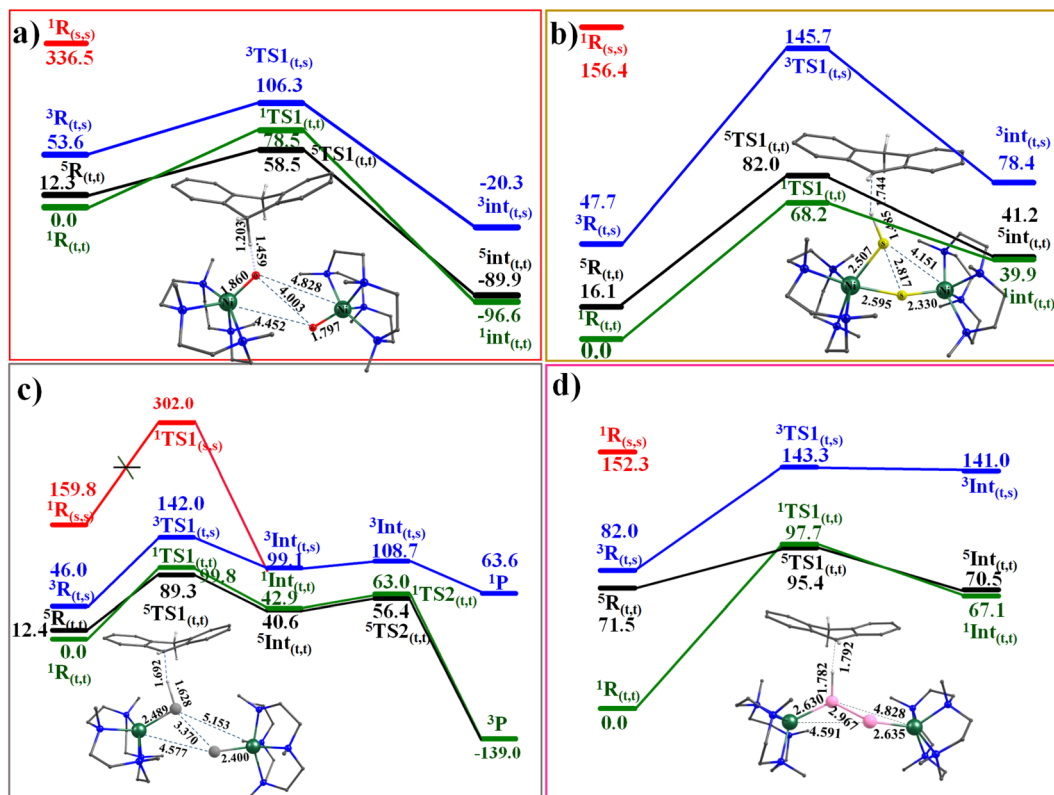 a)
¹R(s,s)
336.5
³TS1(t,s)
106.3
³R(t,s)
53.6
¹TS1(t,t)
78.5
⁵TS1(t,t)
58.5
⁵R(t,t)
12.3
0.0
¹R(t,t)
-20.3
³int(t,s)
⁵int(t,t)
-89.9
-96.6
¹int(t,t)
1.203
1.459
1.860
Ni
4.828
4.003
Ni
4.452
1.797
b)
¹R(s,s)
156.4
145.7
³TS1(t,s)
⁵TS1(t,t)
82.0
¹TS1(t,t)
68.2
³int(t,s)
78.4
47.7
³R(t,s)
41.2
⁵int(t,t)
39.9
¹int(t,t)
⁵R(t,t)
16.1
¹R(t,t)
0.0
1.744
S
2.507
4.151
2.817
Ni
Ni
2.595
2.330
c)
302.0
¹TS1(s,s)
159.8
¹R(s,s)
142.0
³TS1(t,s)
¹TS1(t,t)
99.8
89.3
⁵TS1(t,t)
46.0
³R(t,s)
⁵R(t,t)
12.4
0.0
¹R(t,t)
³Int(t,s)
99.1
¹Int(t,t)
42.9
40.6
⁵Int(t,t)
³Int(t,s)
108.7
63.0
¹TS2(t,t)
56.4
⁵TS2(t,t)
63.6
¹P
³P
-139.0
1.692
1.628
2.489
5.153
3.370
4.577
2.400
d)
¹R(s,s)
152.3
³TS1(t,s)
143.3
141.0
³Int(t,s)
82.0
³R(t,s)
¹TS1(t,t)
97.7
⁵TS1(t,t)
95.4
⁵R(t,t)
71.5
⁵Int(t,t)
70.5
67.1
¹Int(t,t)
¹R(t,t)
0.0
1.792
1.782
2.630
4.828
2.967
4.591
2.635